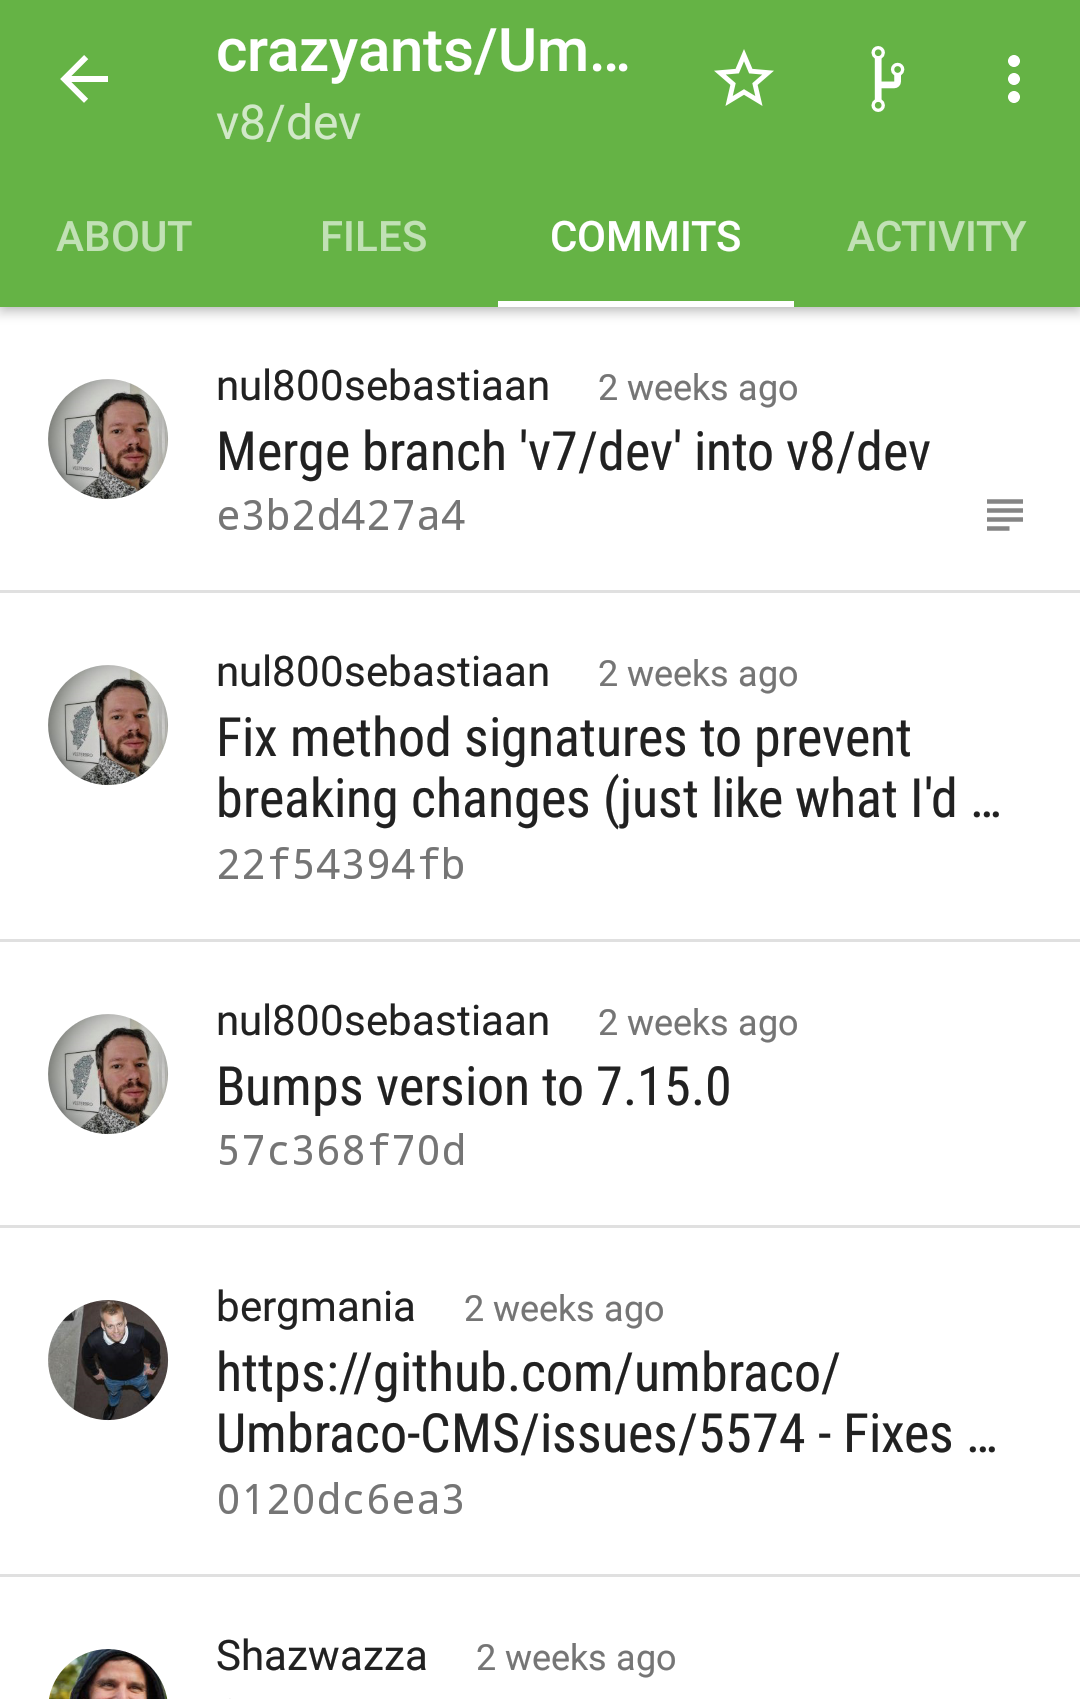 crazyants/Um...
v8/dev
ABOUT FILES COMMITS ACTIVITY
nul800sebastiaan 2 weeks ago
Merge branch 'v7/dev' into v8/dev
e3b2d427a4
nul800sebastiaan 2 weeks ago
Fix method signatures to prevent
breaking changes (just like what I'd ...
22f54394fb
nul800sebastiaan 2 weeks ago
Bumps version to 7.15.0
57c368f70d
bergmania 2 weeks ago
https://github.com/umbraco/
Umbraco-CMS/issues/5574 - Fixes ...
0120dc6ea3
Shazwazza 2 weeks ago